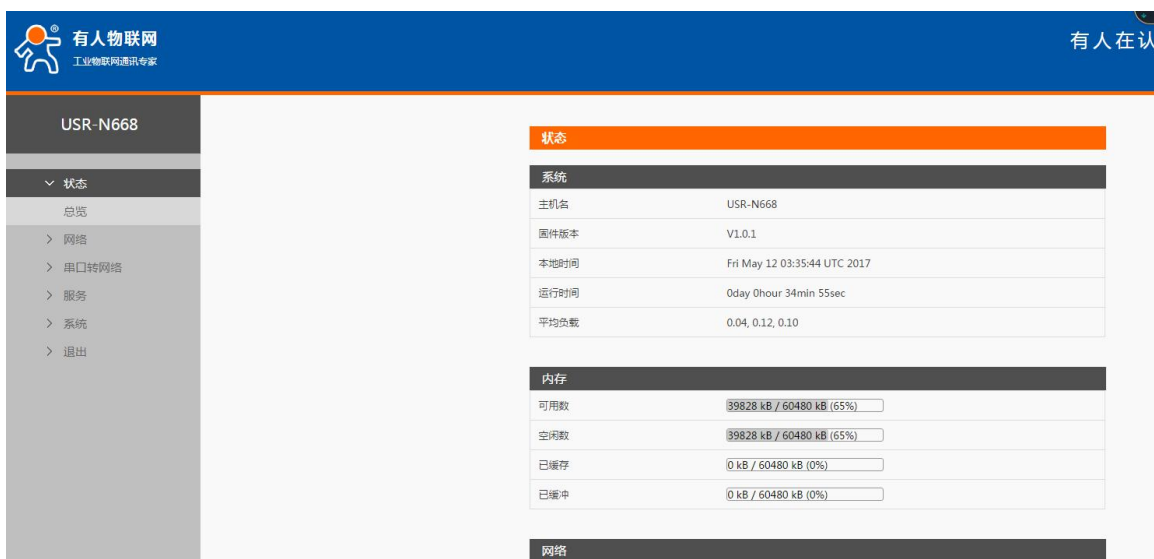 有人物联网
工业物联网通讯专家
有人在认
USR-N668
状态
总览
网络
串口转网络
服务
系统
退出
状态
系统
主机名 USR-N668
固件版本 V1.0.1
本地时间 Fri May 12 03:35:44 UTC 2017
运行时间 0day 0hour 34min 55sec
平均负载 0.04, 0.12, 0.10
内存
可用数 39828 kB / 60480 kB (65%)
空闲数 39828 kB / 60480 kB (65%)
已缓存 0 kB / 60480 kB (0%)
已缓冲 0 kB / 60480 kB (0%)
网络